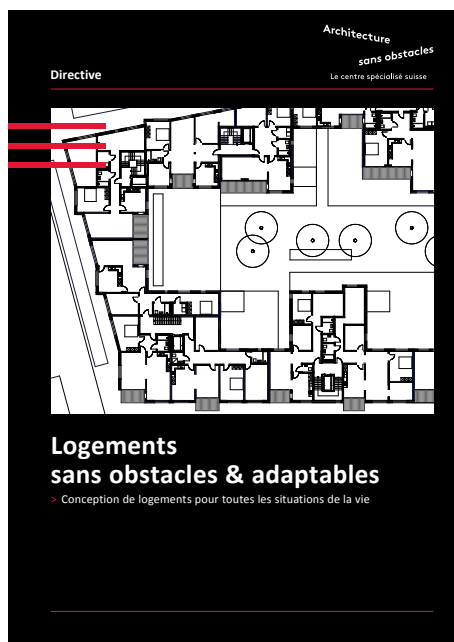 Architecture
sans obstacles
Directive
Le centre spécialisé suisse
Logements
sans obstacles & adaptables
> Conception de logements pour toutes les situations de la vie